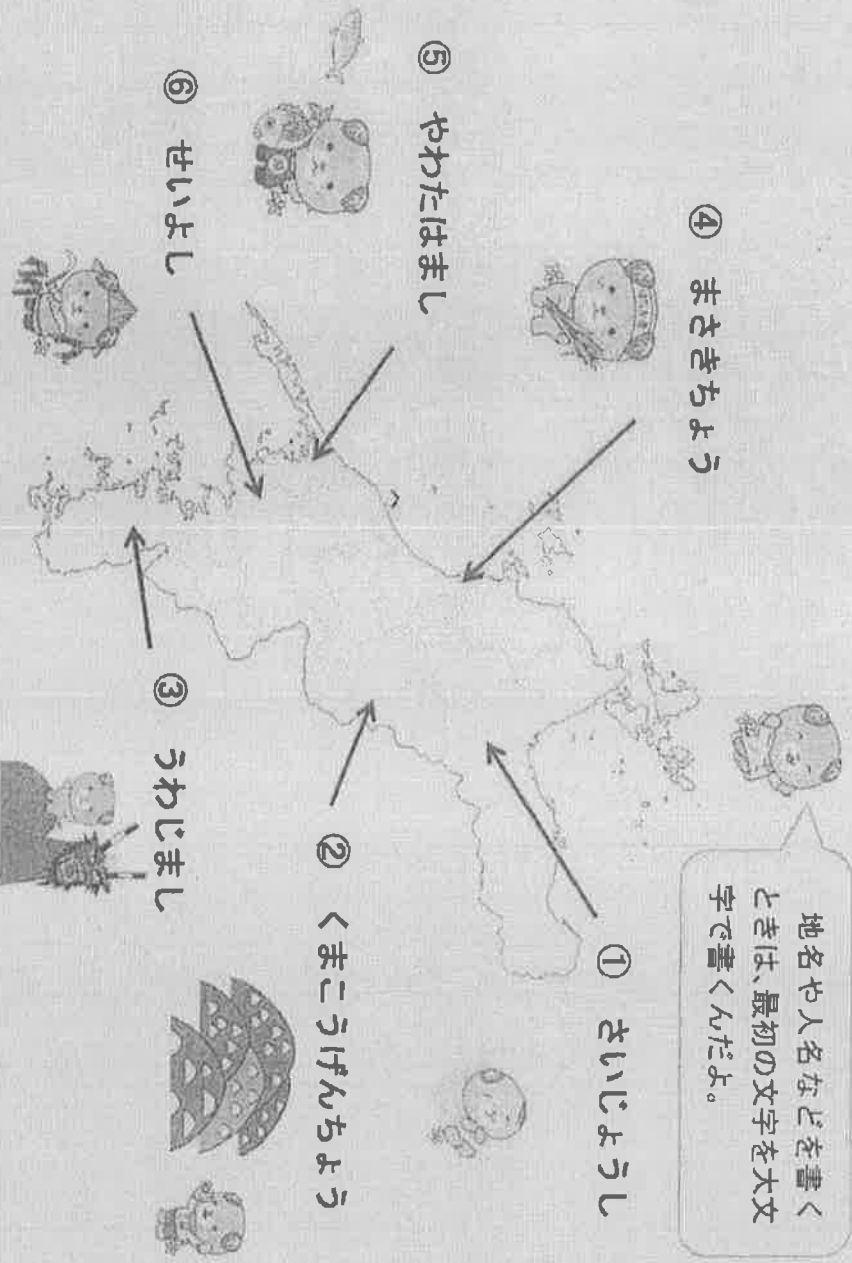 地名や人名などを書く
ときは、最初の文字を大文
字で書くんだよ。
① さいじょうし
② くまこうげんちょう
③ うわじまし
④ まさきちょう
⑤ やわたはまし
⑥ せいよし